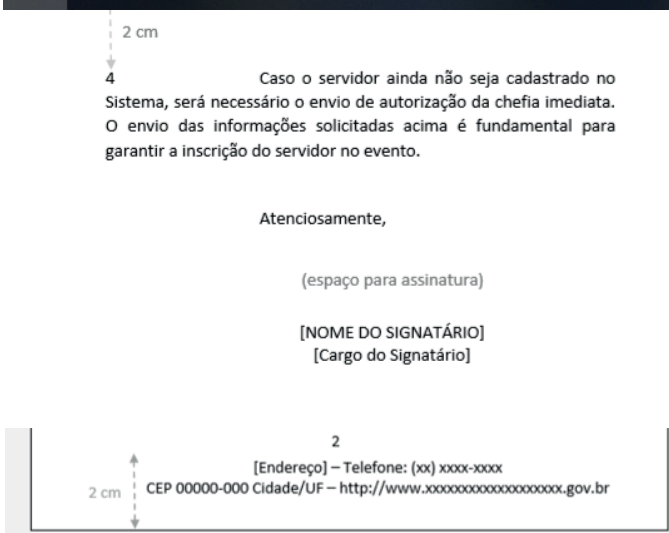 2 cm
4 Caso o servidor ainda não seja cadastrado no
Sistema, será necessário o envio de autorização da chefia imediata.
O envio das informações solicitadas acima é fundamental para
garantir a inscrição do servidor no evento.
Atenciosamente,
(espaço para assinatura)
[NOME DO SIGNATÁRIO]
[Cargo do Signatário]
2
[Endereço] – Telefone: (xx) xxxx-xxxx
2 cm CEP 00000-000 Cidade/UF – http://www.xxxxxxxxxxxxxxxxxxx.gov.br